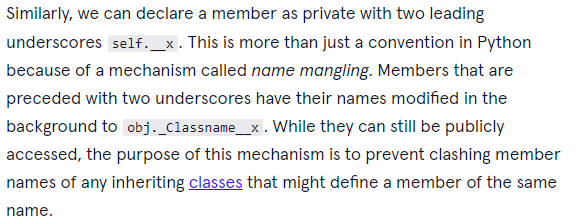 Similarly, we can declare a member as private with two leading
underscores self.__x. This is more than just a convention in Python
because of a mechanism called name mangling. Members that are
preceded with two underscores have their names modified in the
background to obj._Classname__x. While they can still be publicly
accessed, the purpose of this mechanism is to prevent clashing member
names of any inheriting classes that might define a member of the same
name.